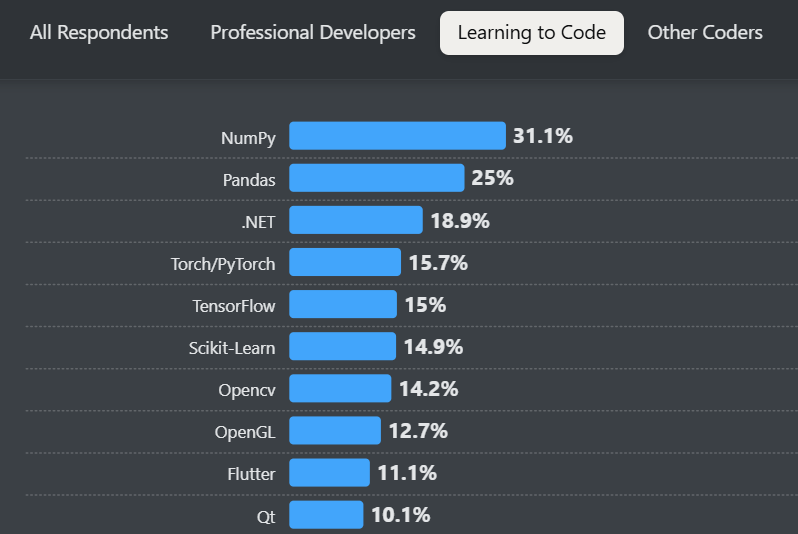 All Respondents Professional Developers Learning to Code Other Coders
NumPy 31.1%
Pandas 25%
.NET 18.9%
Torch/PyTorch 15.7%
TensorFlow 15%
Scikit-Learn 14.9%
Opencv 14.2%
OpenGL 12.7%
Flutter 11.1%
Qt 10.1%